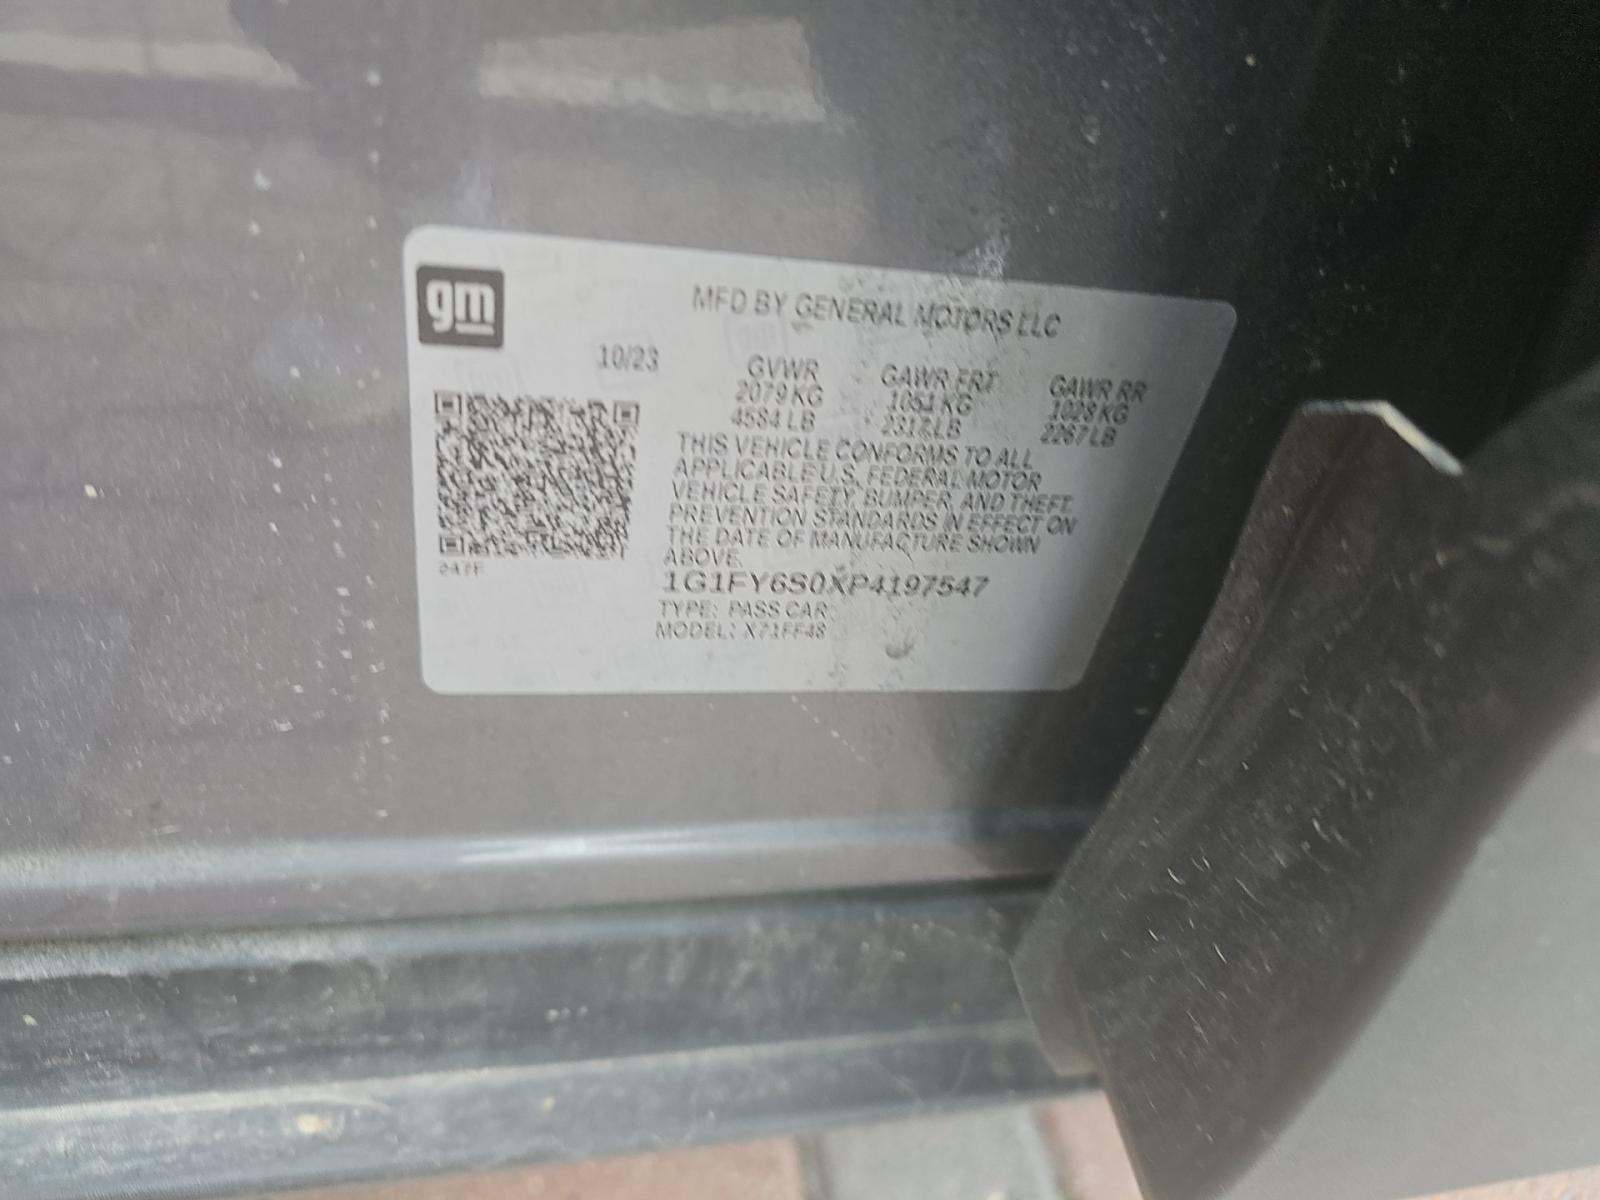 gm
MFD BY GENERAL MOTORS LLC
10/23
GVWR GAWR FRT GAWR RR
2079 KG 1051 KG 1028 KG
4584 LB 2317 LB 2267 LB
THIS VEHICLE CONFORMS TO ALL
APPLICABLE U.S. FEDERAL MOTOR
VEHICLE SAFETY, BUMPER, AND THEFT
PREVENTION STANDARDS IN EFFECT ON
THE DATE OF MANUFACTURE SHOWN
ABOVE.
1G1FY6S0XP4197547
TYPE: PASS CAR
MODEL: X71FF48